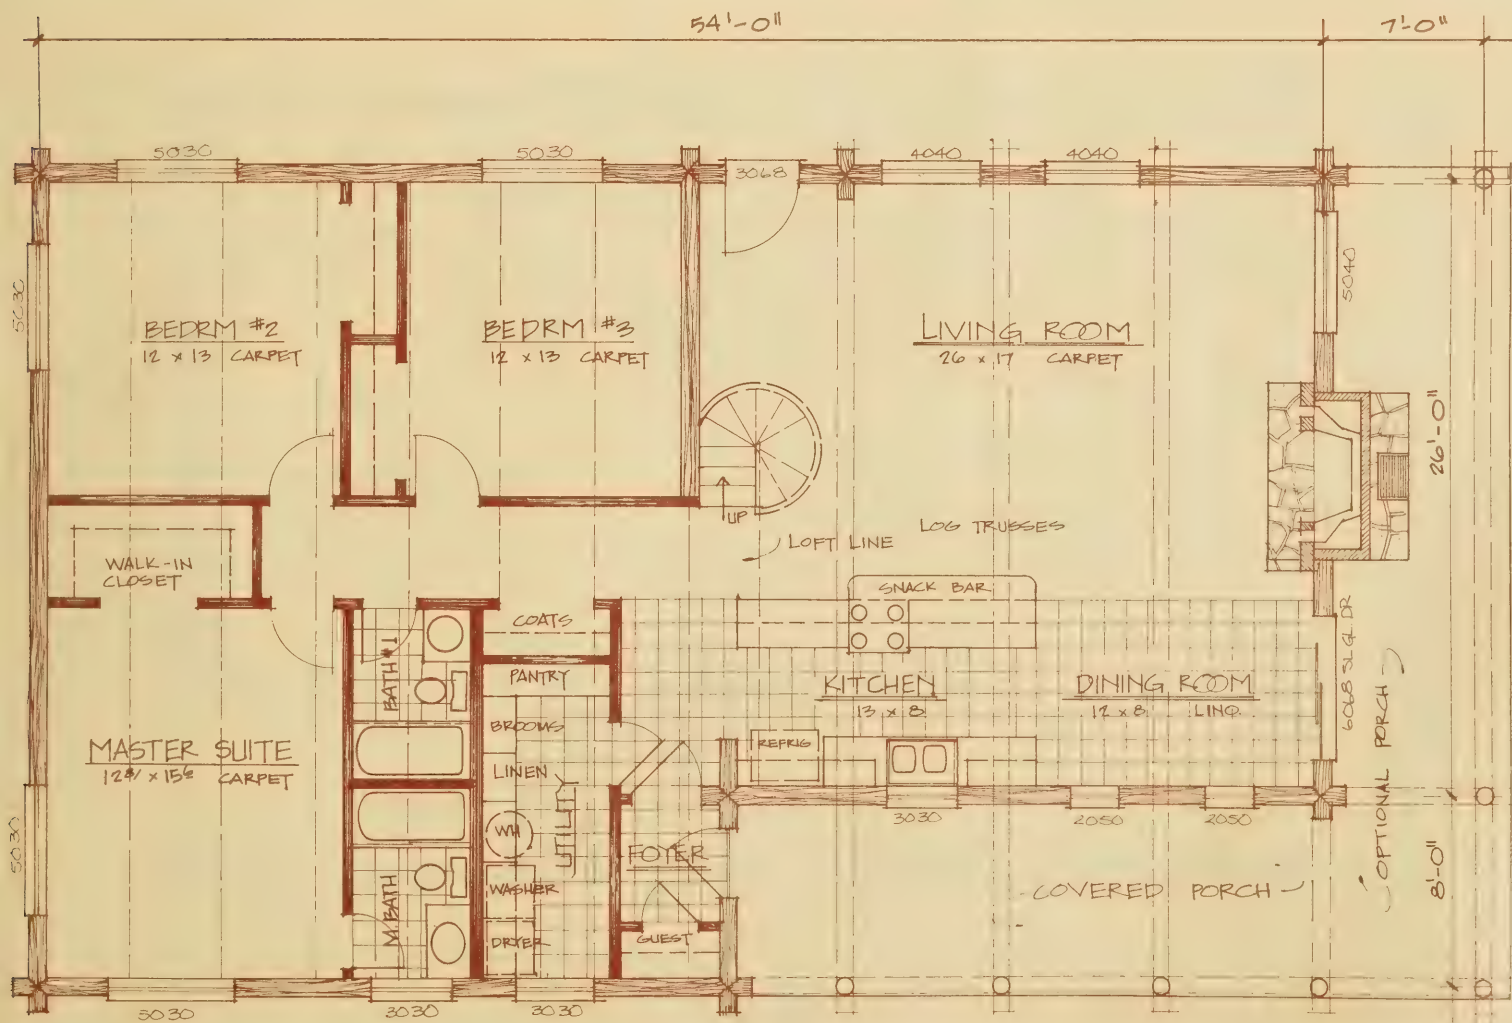 54'-0"
7'-0"
5030
5030
3068
4040
4040
5030
BEDRM #2
12 x 13 CARPET
BEDRM #3
12 x 13 CARPET
LIVING ROOM
26 x 17 CARPET
5040
26'-0"
UP
LOFT LINE
LOG TRUSSES
WALK-IN
CLOSET
SNACK BAR
COATS
BATH #1
PANTRY
KITCHEN
13 x 8
DINING ROOM
12 x 8 LINO.
6068 SL GL DR
OPTIONAL PORCH
BROOMS
REFRIG
MASTER SUITE
CARPET
LINEN
UTILITY
WH
3030
2050
2050
5030
FOYER
8'-0"
M. BATH
WASHER
COVERED PORCH
DRYER
GUEST
5030
3030
3030